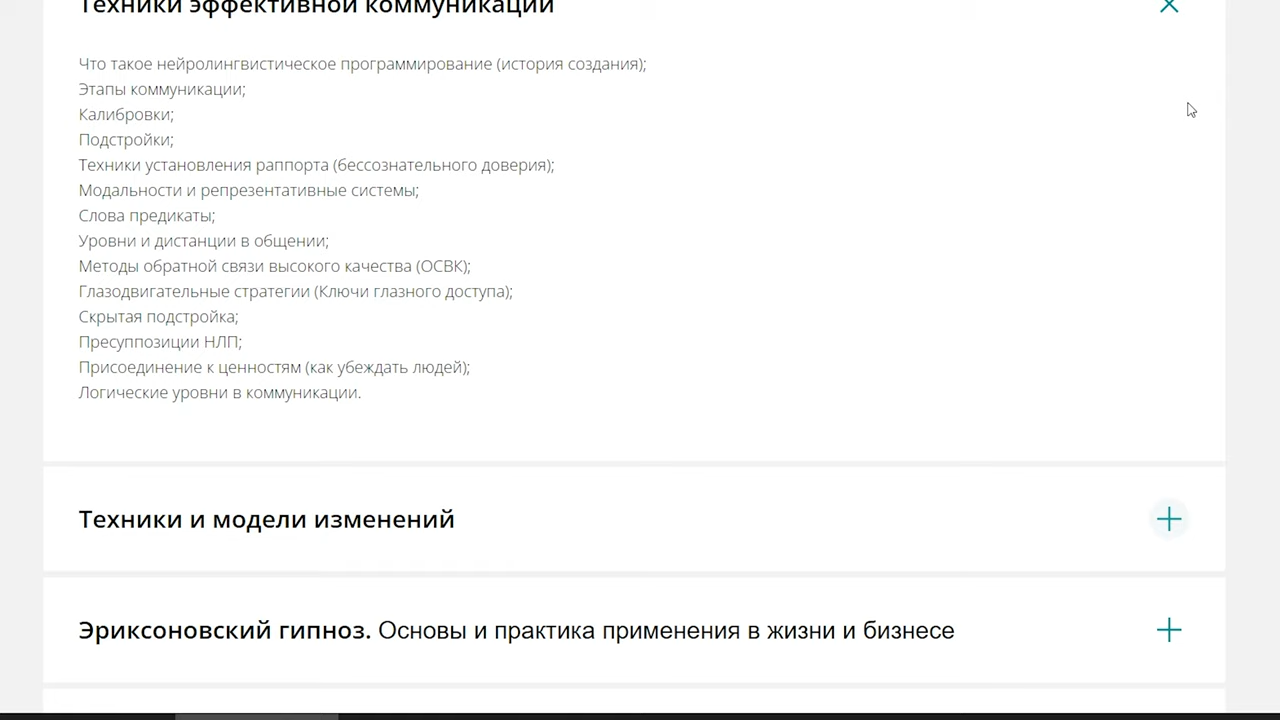 Техники эффективной коммуникации
Что такое нейролингвистическое программирование (история создания);
Этапы коммуникации;
Калибровки;
Подстройки;
Техники установления раппорта (бессознательного доверия);
Модальности и репрезентативные системы;
Слова предикаты;
Уровни и дистанции в общении;
Методы обратной связи высокого качества (ОСВК);
Глазодвигательные стратегии (Ключи глазного доступа);
Скрытая подстройка;
Пресуппозиции НЛП;
Присоединение к ценностям (как убеждать людей);
Логические уровни в коммуникации.
Техники и модели изменений
Эриксоновский гипноз. Основы и практика применения в жизни и бизнесе